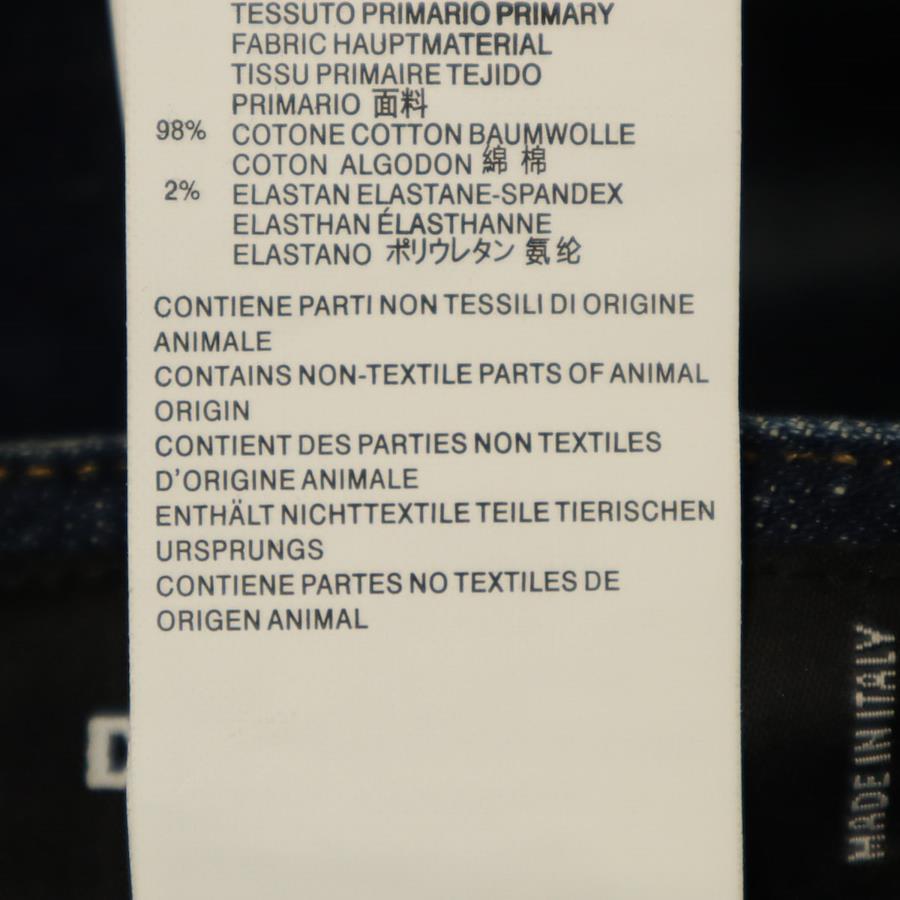 TESSUTO PRIMARIO PRIMARY
FABRIC HAUPTMATERIAL
TISSU PRIMAIRE TEJIDO
PRIMARIO 面料
98% COTONE COTTON BAUMWOLLE
COTON ALGODON 綿 棉
2% ELASTAN ELASTANE-SPANDEX
ELASTHAN ÉLASTHANNE
ELASTANO ポリウレタン 氨纶
CONTIENE PARTI NON TESSILI DI ORIGINE
ANIMALE
CONTAINS NON-TEXTILE PARTS OF ANIMAL
ORIGIN
CONTIENT DES PARTIES NON TEXTILES
D'ORIGINE ANIMALE
ENTHÄLT NICHTTEXTILE TEILE TIERISCHEN
URSPRUNGS
CONTIENE PARTES NO TEXTILES DE
ORIGEN ANIMAL
D
MADE IN ITALY